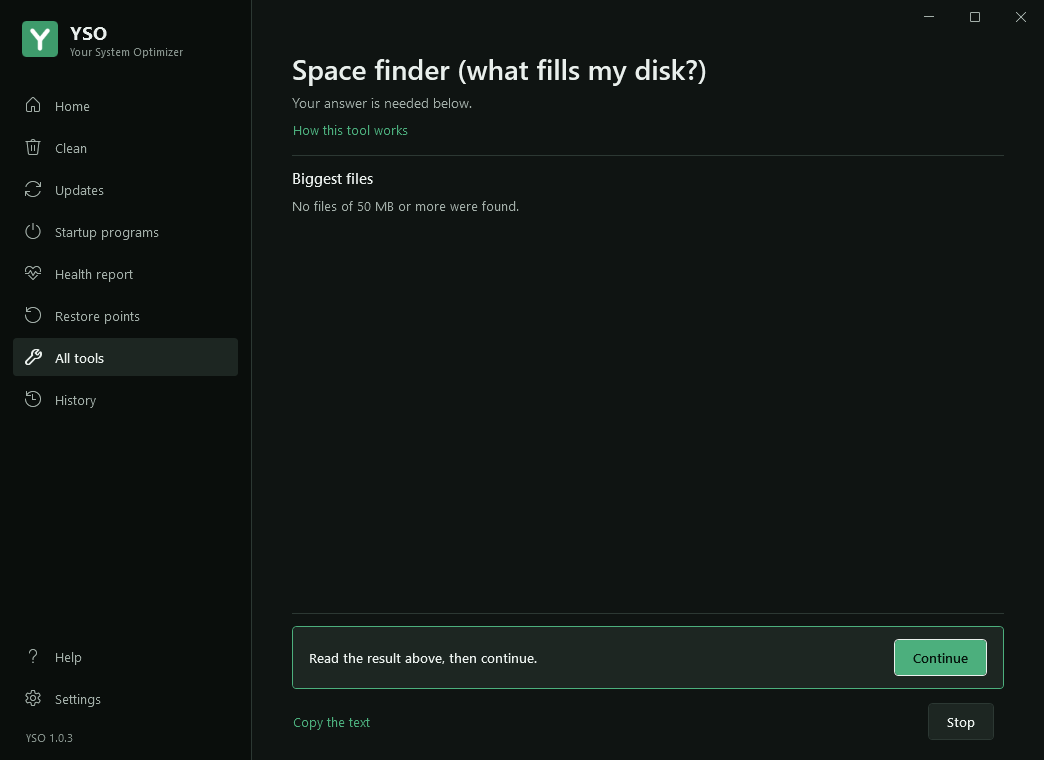 Y
YSO
Your System Optimizer
Home
Clean
Updates
Startup programs
Health report
Restore points
All tools
History
Help
Settings
YSO 1.0.3
Space finder (what fills my disk?)
Your answer is needed below.
How this tool works
Biggest files
No files of 50 MB or more were found.
Read the result above, then continue.
Continue
Copy the text
Stop